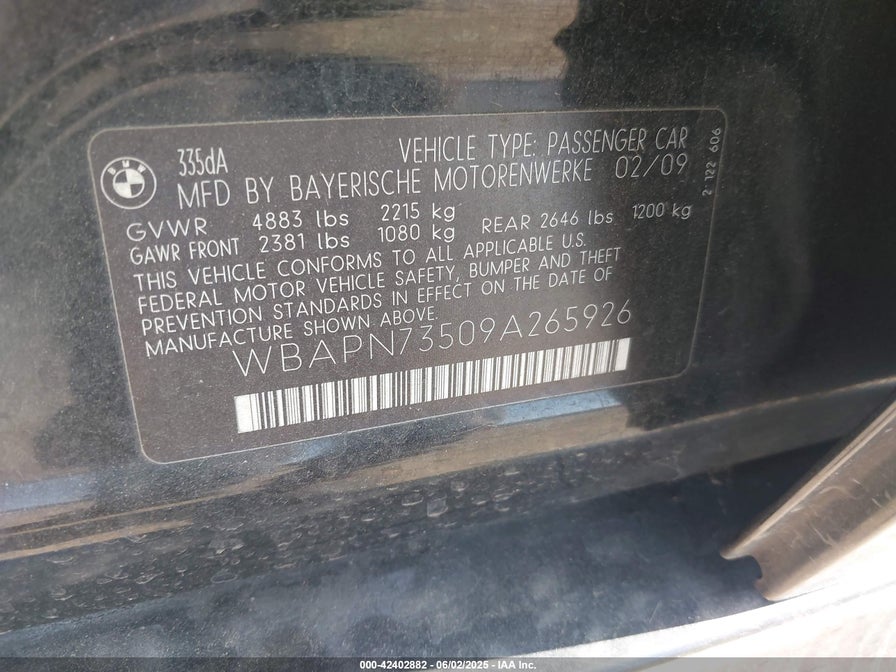 BMW
335dA
VEHICLE TYPE: PASSENGER CAR
MFD BY BAYERISCHE MOTORENWERKE 02/09
GVWR 4883 lbs 2215 kg
GAWR FRONT 2381 lbs 1080 kg REAR 2646 lbs 1200 kg
THIS VEHICLE CONFORMS TO ALL APPLICABLE U.S.
FEDERAL MOTOR VEHICLE SAFETY, BUMPER AND THEFT
PREVENTION STANDARDS IN EFFECT ON THE DATE OF
MANUFACTURE SHOWN ABOVE.
WBAPN73509A265926
2 122 606
000-42402882 - 06/02/2025 - IAA Inc.